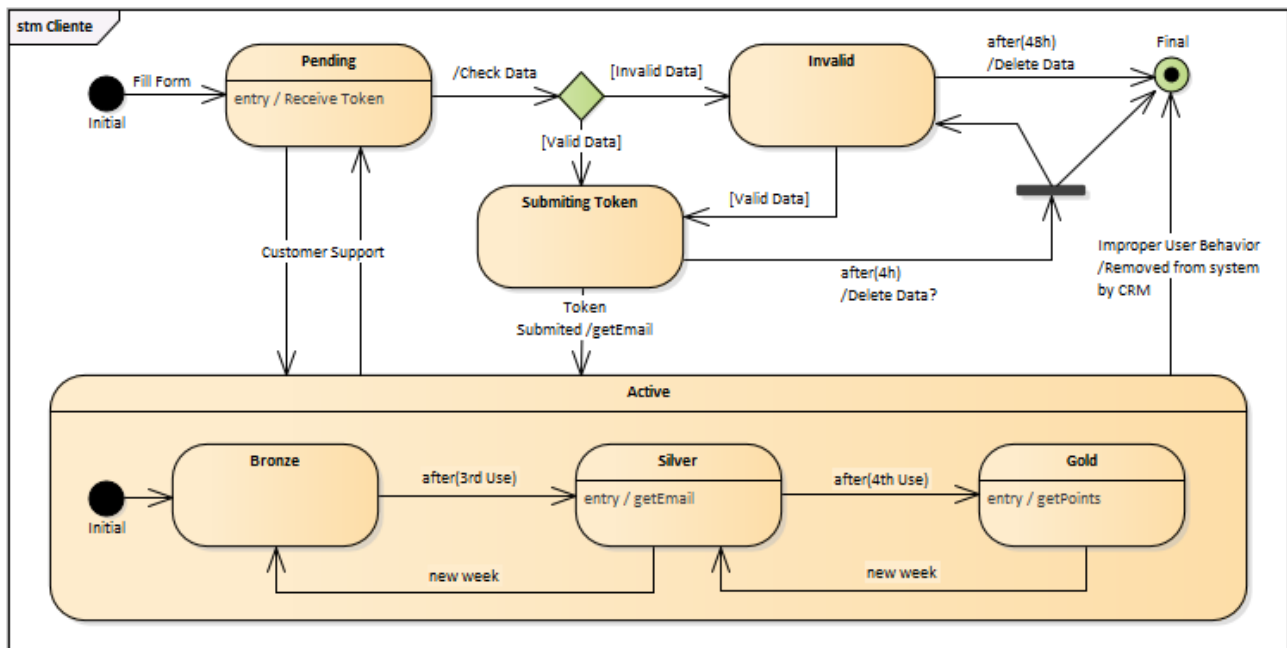 stm Cliente
Fill Form
Initial
Pending
entry / Receive Token
/Check Data
[Invalid Data]
[Valid Data]
Invalid
after(48h)
/Delete Data
Final
Submiting Token
[Valid Data]
Customer Support
after(4h)
/Delete Data?
Improper User Behavior
/Removed from system
by CRM
Token
Submited /getEmail
Active
Initial
Bronze
after(3rd Use)
Silver
entry / getEmail
after(4th Use)
Gold
entry / getPoints
new week
new week